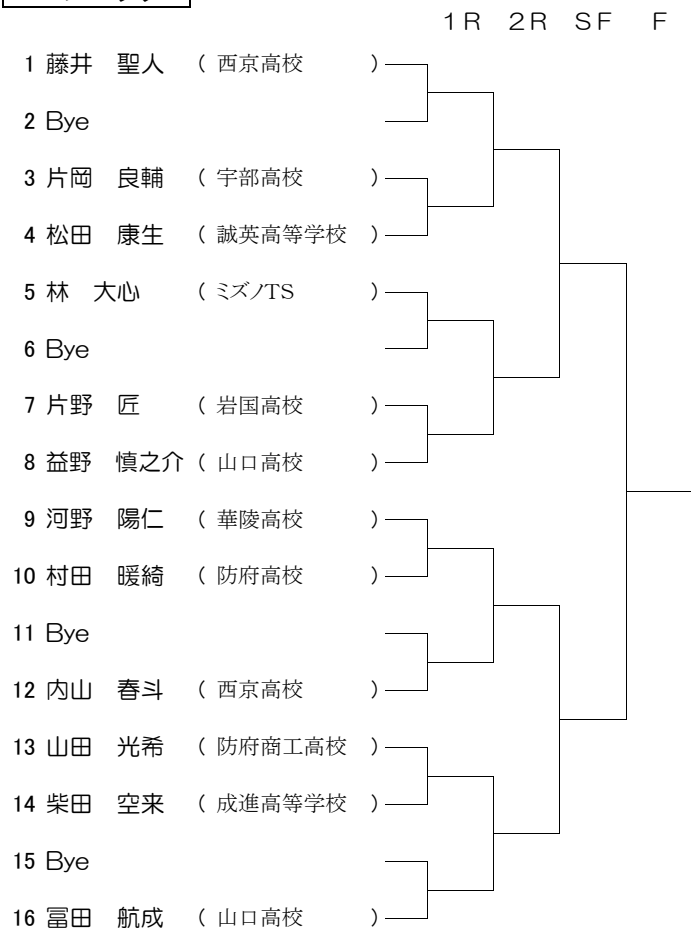 1R 2R SF F
1 藤井 聖人 ( 西京高校 )
2 Bye
3 片岡 良輔 ( 宇部高校 )
4 松田 康生 ( 誠英高等学校 )
5 林 大心 ( ミズノTS )
6 Bye
7 片野 匠 ( 岩国高校 )
8 益野 慎之介 ( 山口高校 )
9 河野 陽仁 ( 華陵高校 )
10 村田 暖綺 ( 防府高校 )
11 Bye
12 内山 春斗 ( 西京高校 )
13 山田 光希 ( 防府商工高校 )
14 柴田 空来 ( 成進高等学校 )
15 Bye
16 冨田 航成 ( 山口高校 )